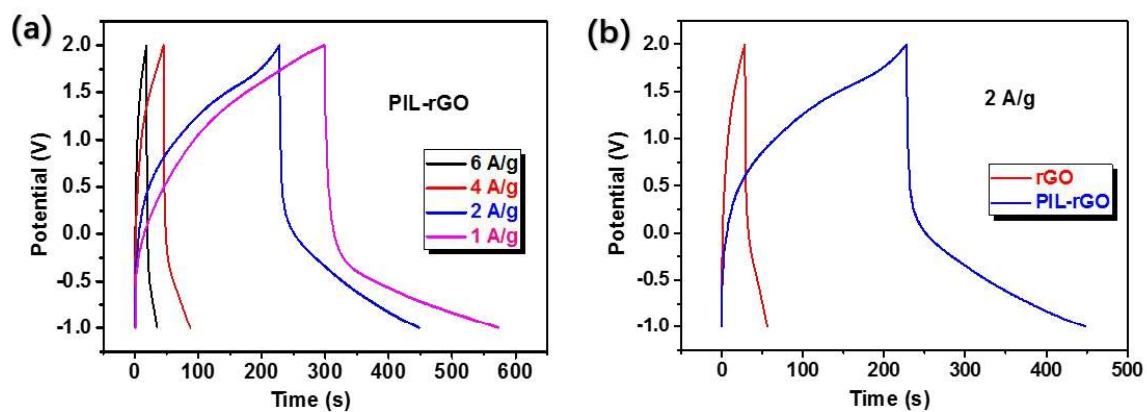 (a)
2.0
1.5
1.0
0.5
0.0
-0.5
-1.0
Potential (V)
PIL-rGO
6 A/g
4 A/g
2 A/g
1 A/g
0 100 200 300 400 500 600
Time (s)
(b)
2.0
1.5
1.0
0.5
0.0
-0.5
-1.0
Potential (V)
2 A/g
rGO
PIL-rGO
0 100 200 300 400 500
Time (s)